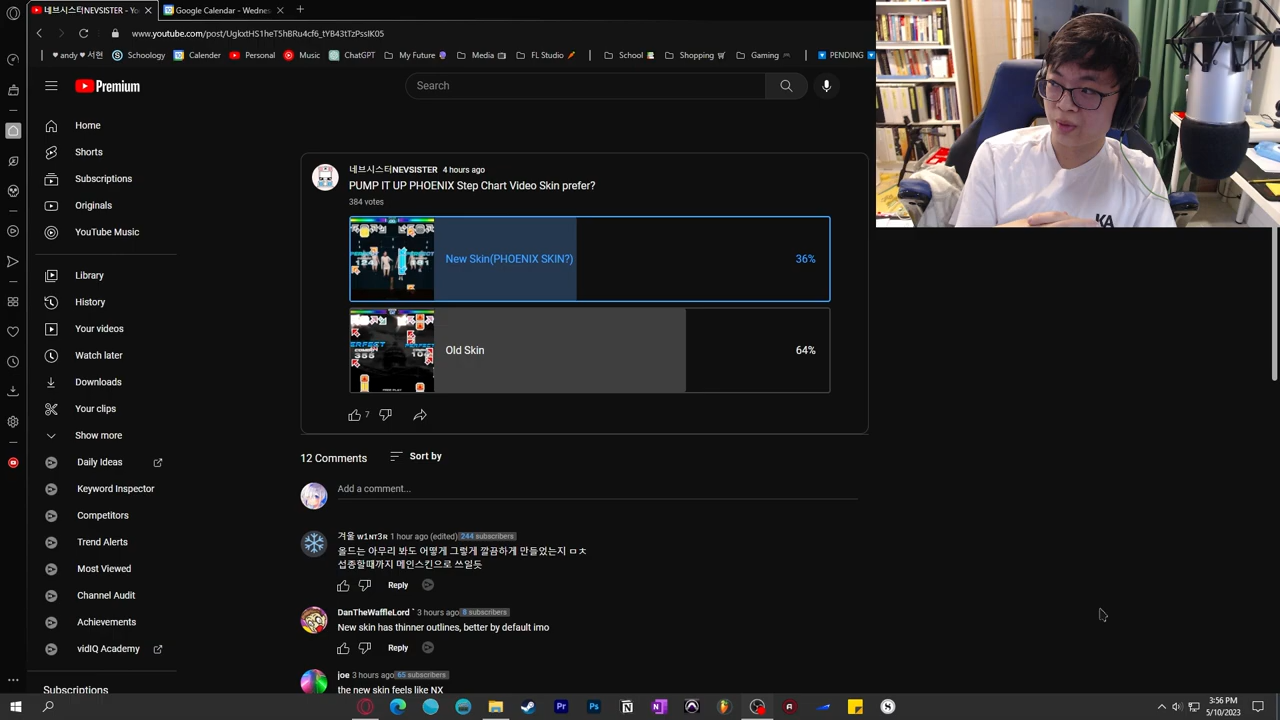 네브시스터NEVSISTER - Yo
Google Calendar - Wednes
www.youtube.com/post/UgkxHS1heT5hBRu4cf6_tYB43fTzPs3lk205
♥ andy ♥ 석현
Schoology
Calender
Personal
Music
ChatGPT
My Future
Media
FL Studio
School
Shopping
Gaming
PENDING
Premium
Search
Home
Shorts
Subscriptions
Originals
YouTube Music
Library
History
Your videos
Watch later
Downloads
Your clips
Show more
Daily Ideas
Keyword Inspector
Competitors
Trend Alerts
Most Viewed
Channel Audit
Achievements
vidIQ Academy
Subscriptions
네브시스터NEVSISTER 4 hours ago
PUMP IT UP PHOENIX Step Chart Video Skin prefer?
384 votes
New Skin(PHOENIX SKIN?) 36%
Old Skin 64%
7
12 Comments
Sort by
Add a comment...
겨울 ᴡ1ɴᴛ3ʀ 1 hour ago (edited) 244 subscribers
올드는 아무리 봐도 어떻게 그렇게 깔끔하게 만들었는지 ㅁㅊ
섭종할때까지 메인스킨으로 쓰일듯
Reply
DanTheWaffleLord ` 3 hours ago 8 subscribers
New skin has thinner outlines, better by default imo
Reply
joe 3 hours ago 65 subscribers
the new skin feels like NX
KA
3:56 PM
5/10/2023